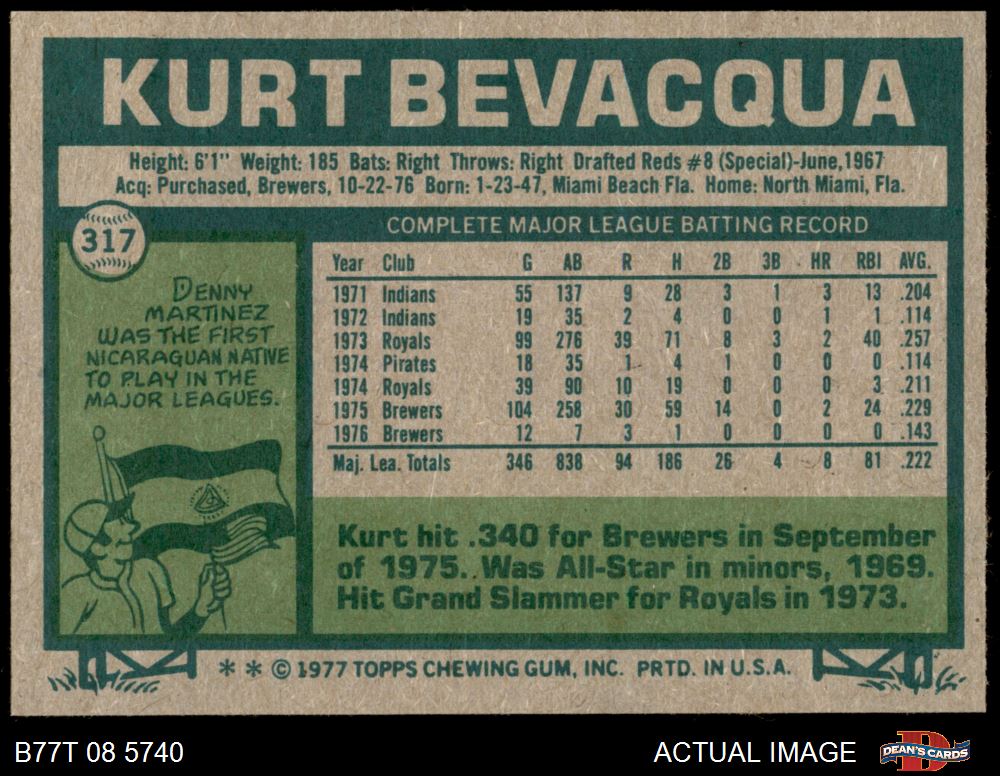 KURT BEVACQUA
Height: 6'1" Weight: 185 Bats: Right Throws: Right Drafted Reds #8 (Special)-June,1967
Acq: Purchased, Brewers, 10-22-76 Born: 1-23-47, Miami Beach Fla. Home: North Miami, Fla.
317
DENNY
MARTINEZ
WAS THE FIRST
NICARAGUAN NATIVE
TO PLAY IN THE
MAJOR LEAGUES.
COMPLETE MAJOR LEAGUE BATTING RECORD
Year Club G AB R H 2B 3B HR RBI AVG.
1971 Indians 55 137 9 28 3 1 3 13 .204
1972 Indians 19 35 2 4 0 0 1 1 .114
1973 Royals 99 276 39 71 8 3 2 40 .257
1974 Pirates 18 35 1 4 1 0 0 0 .114
1974 Royals 39 90 10 19 0 0 0 3 .211
1975 Brewers 104 258 30 59 14 0 2 24 .229
1976 Brewers 12 7 3 1 0 0 0 0 .143
Maj. Lea. Totals 346 838 94 186 26 4 8 81 .222
Kurt hit .340 for Brewers in September
of 1975. Was All-Star in minors, 1969.
Hit Grand Slammer for Royals in 1973.
* * © 1977 TOPPS CHEWING GUM, INC. PRTD. IN U.S.A.
B77T 08 5740
ACTUAL IMAGE
D
DEAN'S CARDS